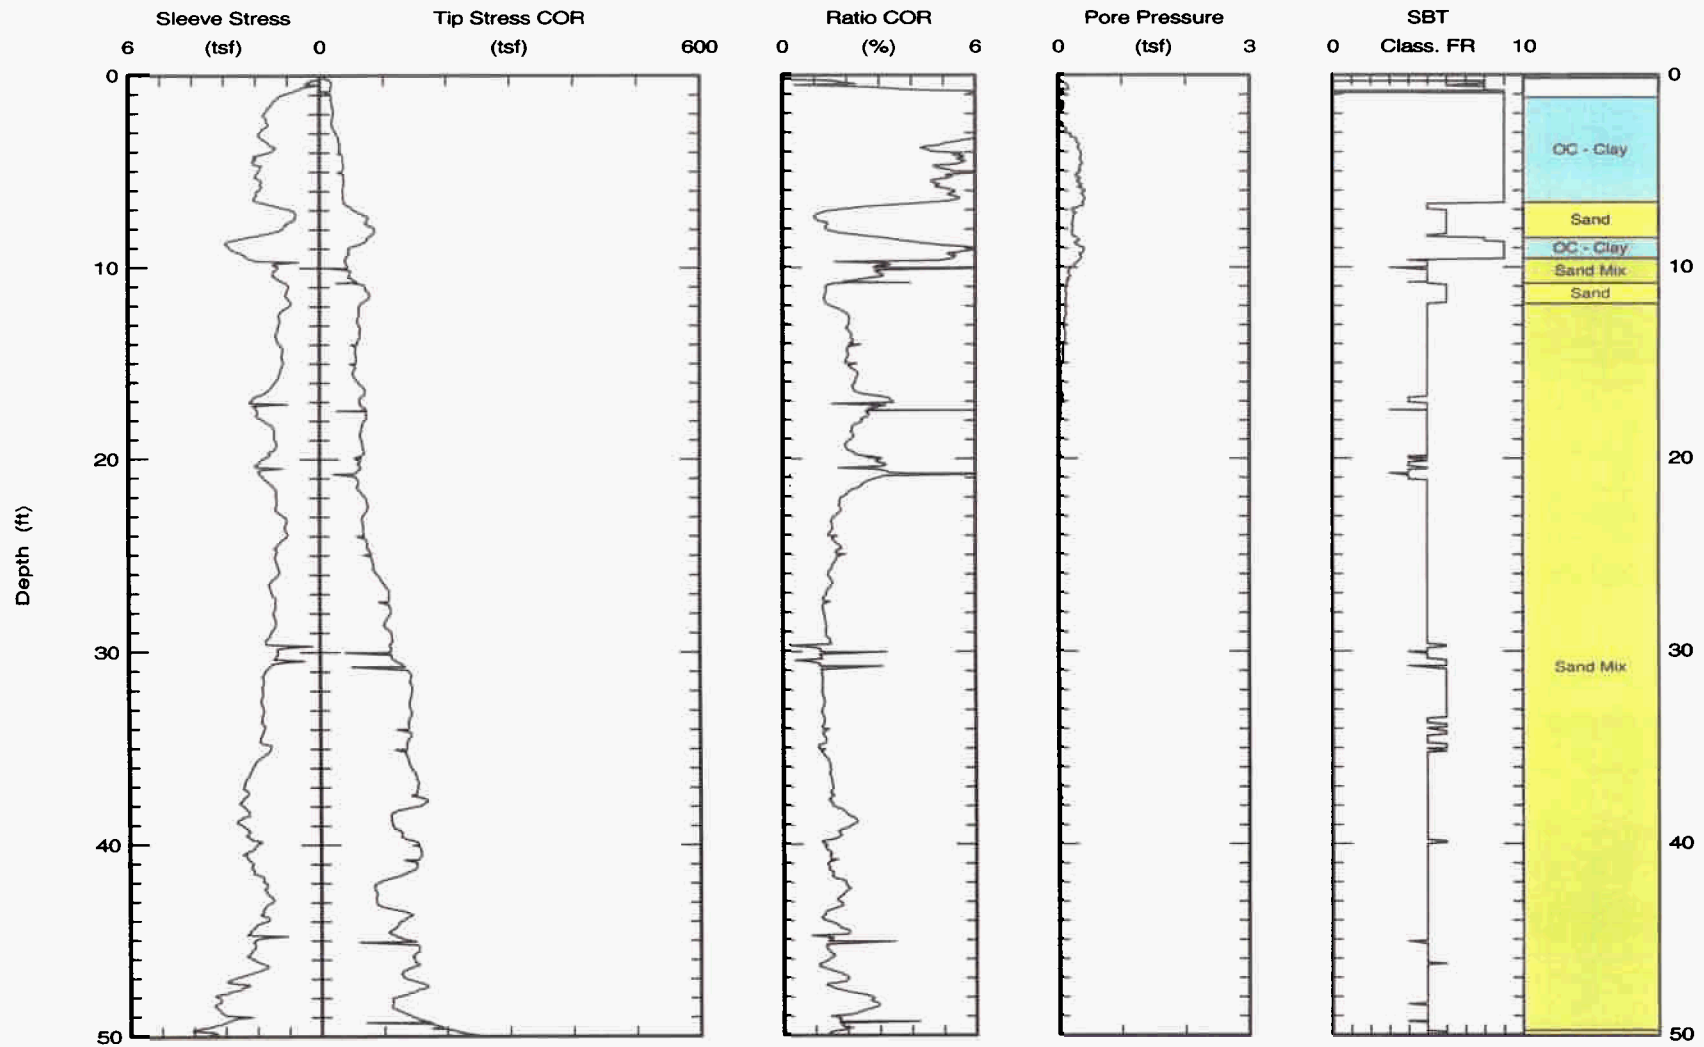 Sleeve Stress Tip Stress COR Ratio COR Pore Pressure SBT
(tsf) (tsf) (%) (tsf) Class. FR
6 0 600 0 6 0 3 0 10
0 0
OC - Clay
Sand
OC - Clay
10 10
Sand Mix
Sand
20 20
Depth (ft)
30 30
Sand Mix
40 40
50 50